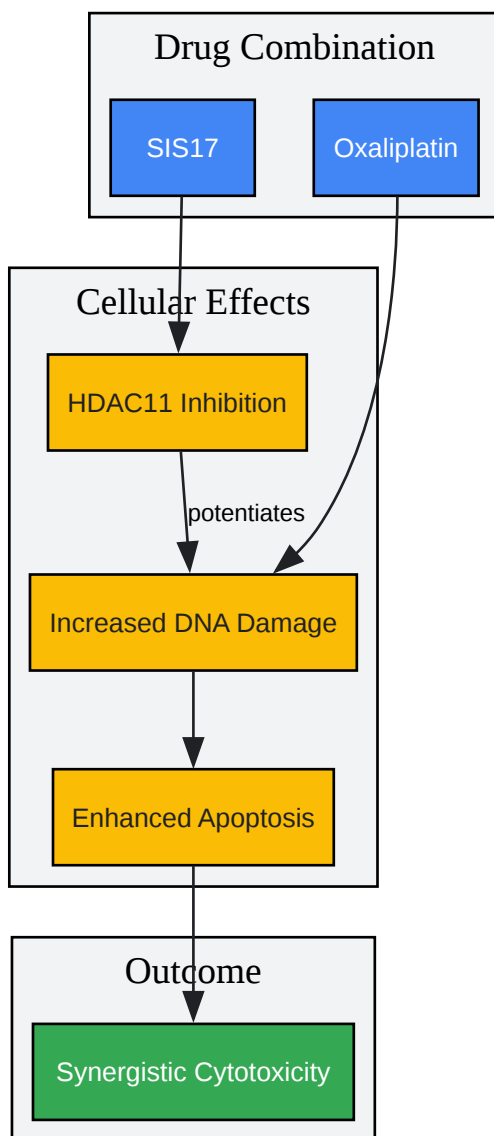 Drug Combination
SIS17
Oxaliplatin
Cellular Effects
HDAC11 Inhibition
potentiates
Increased DNA Damage
Enhanced Apoptosis
Outcome
Synergistic Cytotoxicity